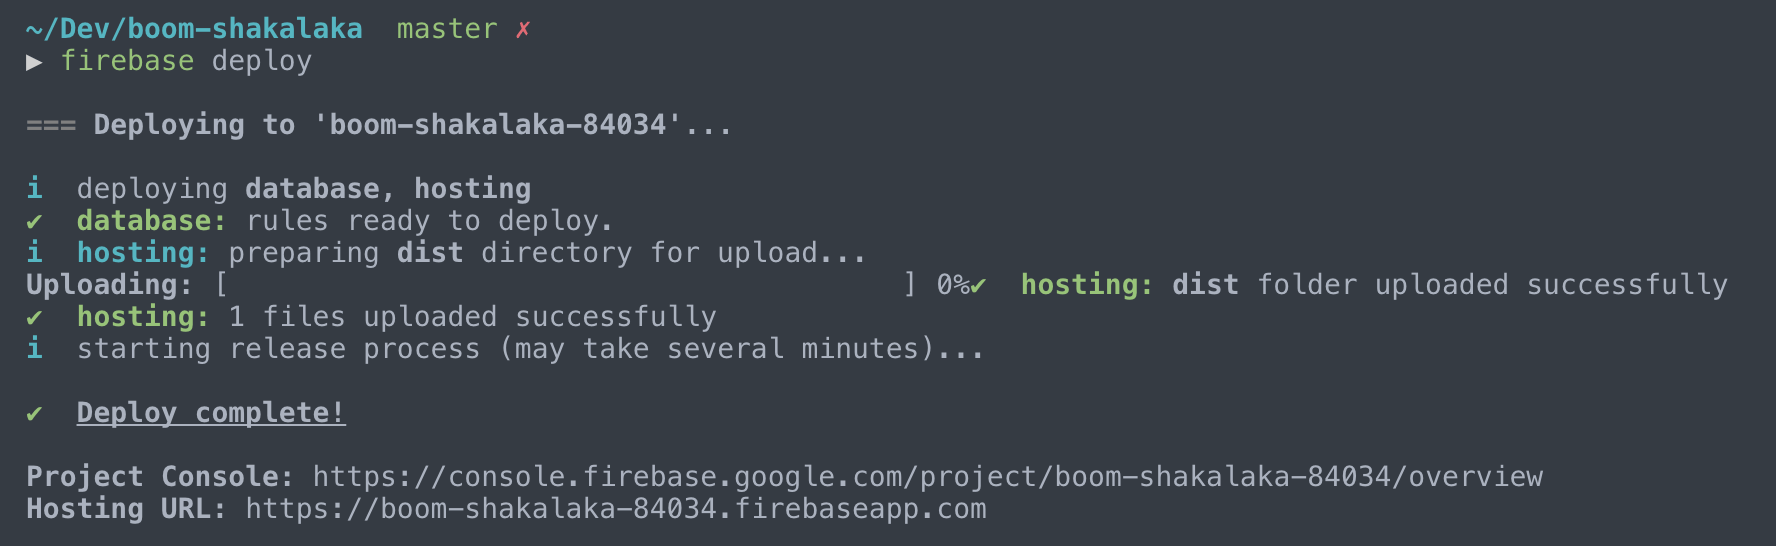 ~/Dev/boom-shakalaka  master ✗
▶ firebase deploy
=== Deploying to 'boom-shakalaka-84034'...
i  deploying database, hosting
✔  database: rules ready to deploy.
i  hosting: preparing dist directory for upload...
Uploading: [                                        ] 0%✔  hosting: dist folder uploaded successfully
✔  hosting: 1 files uploaded successfully
i  starting release process (may take several minutes)...
✔  Deploy complete!
Project Console: https://console.firebase.google.com/project/boom-shakalaka-84034/overview
Hosting URL: https://boom-shakalaka-84034.firebaseapp.com